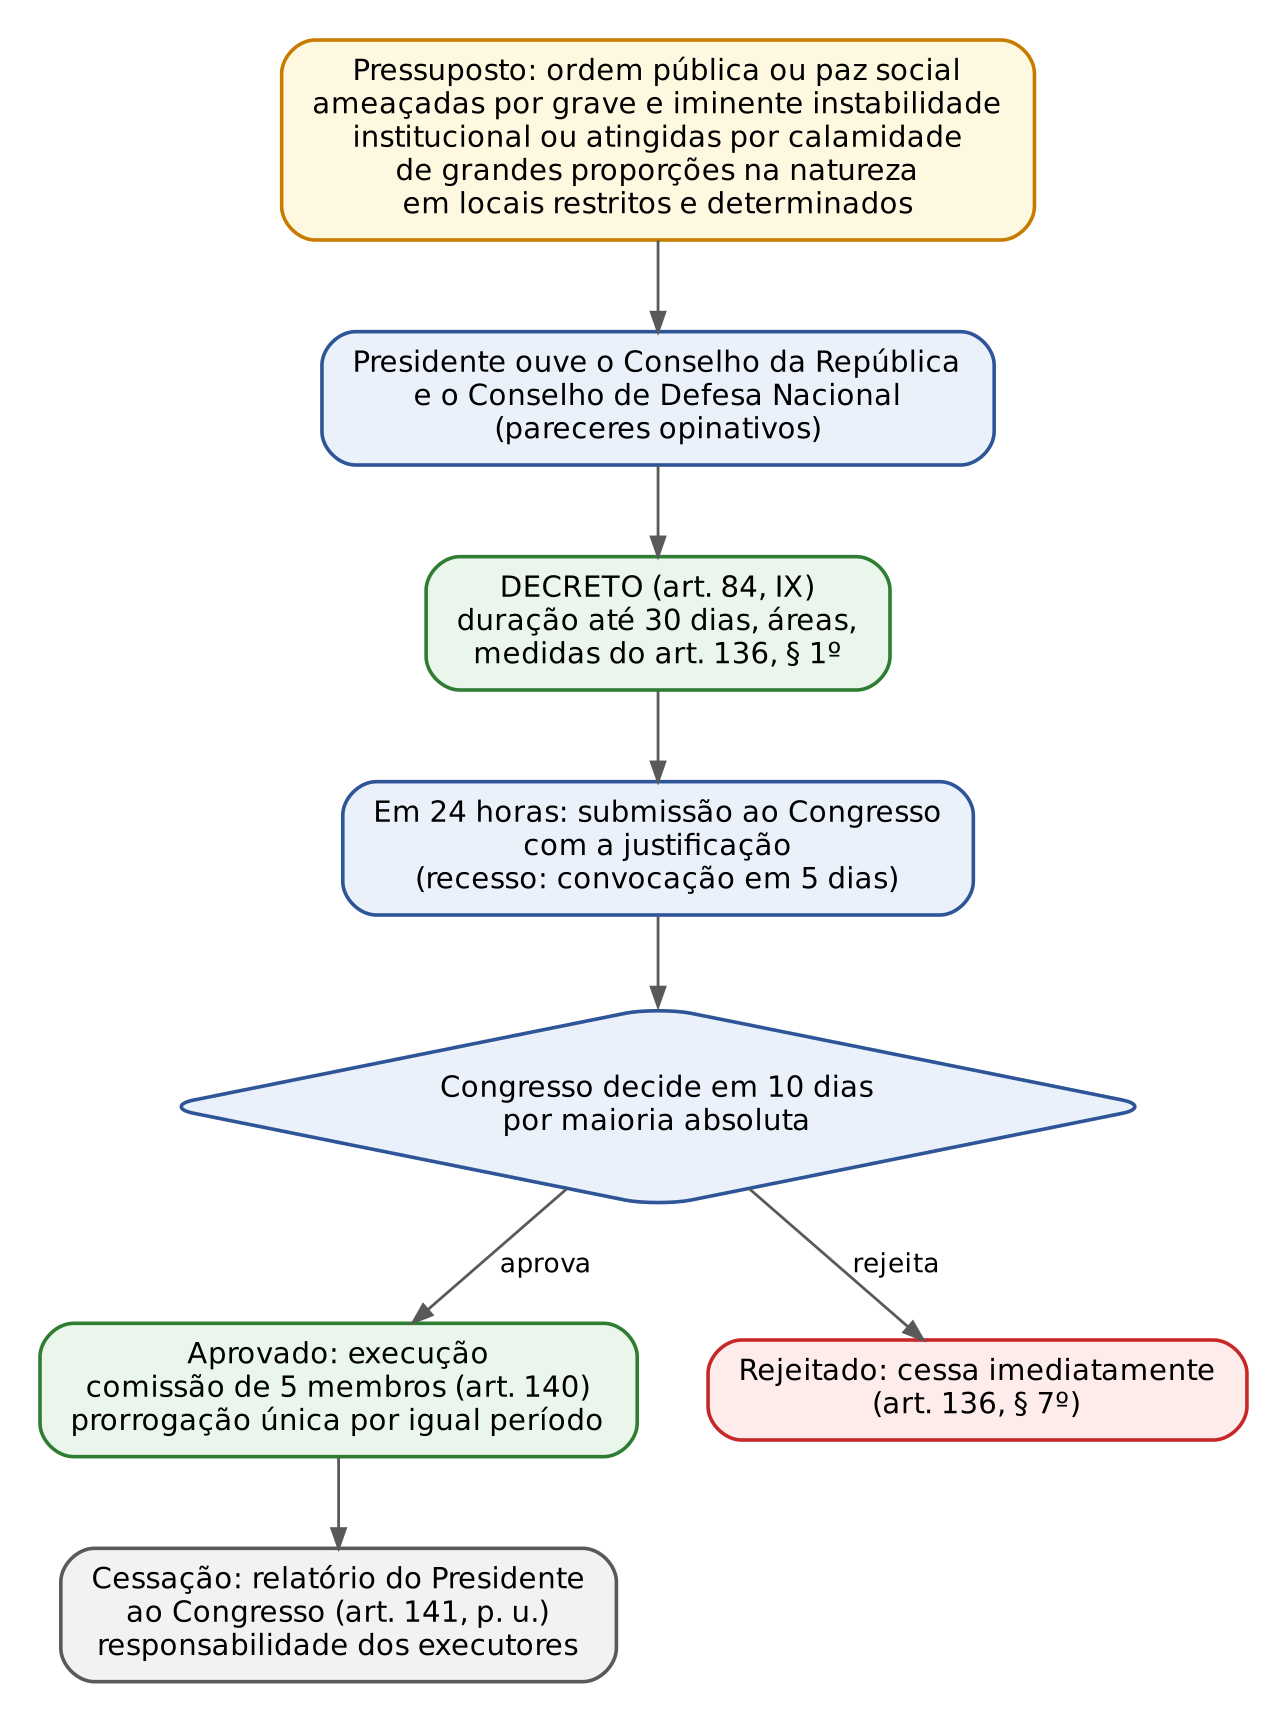 Pressuposto: ordem pública ou paz social
ameaçadas por grave e iminente instabilidade
institucional ou atingidas por calamidade
de grandes proporções na natureza
em locais restritos e determinados
Presidente ouve o Conselho da República
e o Conselho de Defesa Nacional
(pareceres opinativos)
DECRETO (art. 84, IX)
duração até 30 dias, áreas,
medidas do art. 136, § 1º
Em 24 horas: submissão ao Congresso
com a justificação
(recesso: convocação em 5 dias)
Congresso decide em 10 dias
por maioria absoluta
aprova
rejeita
Aprovado: execução
comissão de 5 membros (art. 140)
prorrogação única por igual período
Rejeitado: cessa imediatamente
(art. 136, § 7º)
Cessação: relatório do Presidente
ao Congresso (art. 141, p. u.)
responsabilidade dos executores